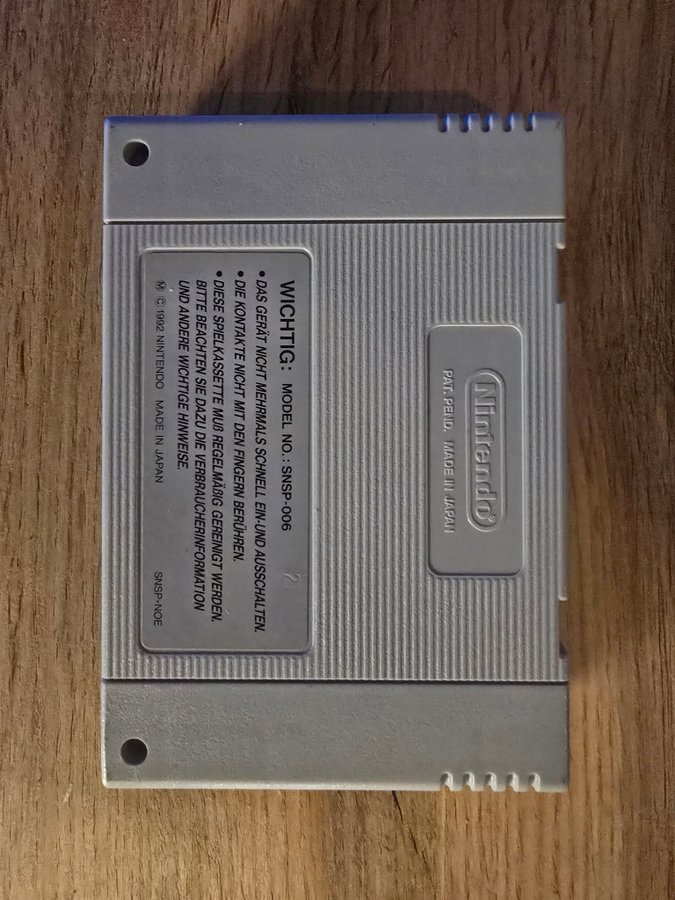 Nintendo®
PAT. PEND. MADE IN JAPAN
WICHTIG: MODEL NO.: SNSP-006
• DAS GERÄT NICHT MEHRMALS SCHNELL EIN-UND AUSSCHALTEN.
• DIE KONTAKTE NICHT MIT DEN FINGERN BERÜHREN.
• DIESE SPIELKASSETTE MUß REGELMÄßIG GEREINIGT WERDEN.
BITTE BEACHTEN SIE DAZU DIE VERBRAUCHERINFORMATION
UND ANDERE WICHTIGE HINWEISE.
Ⓜ © 1992 NINTENDO MADE IN JAPAN SNSP-NOE